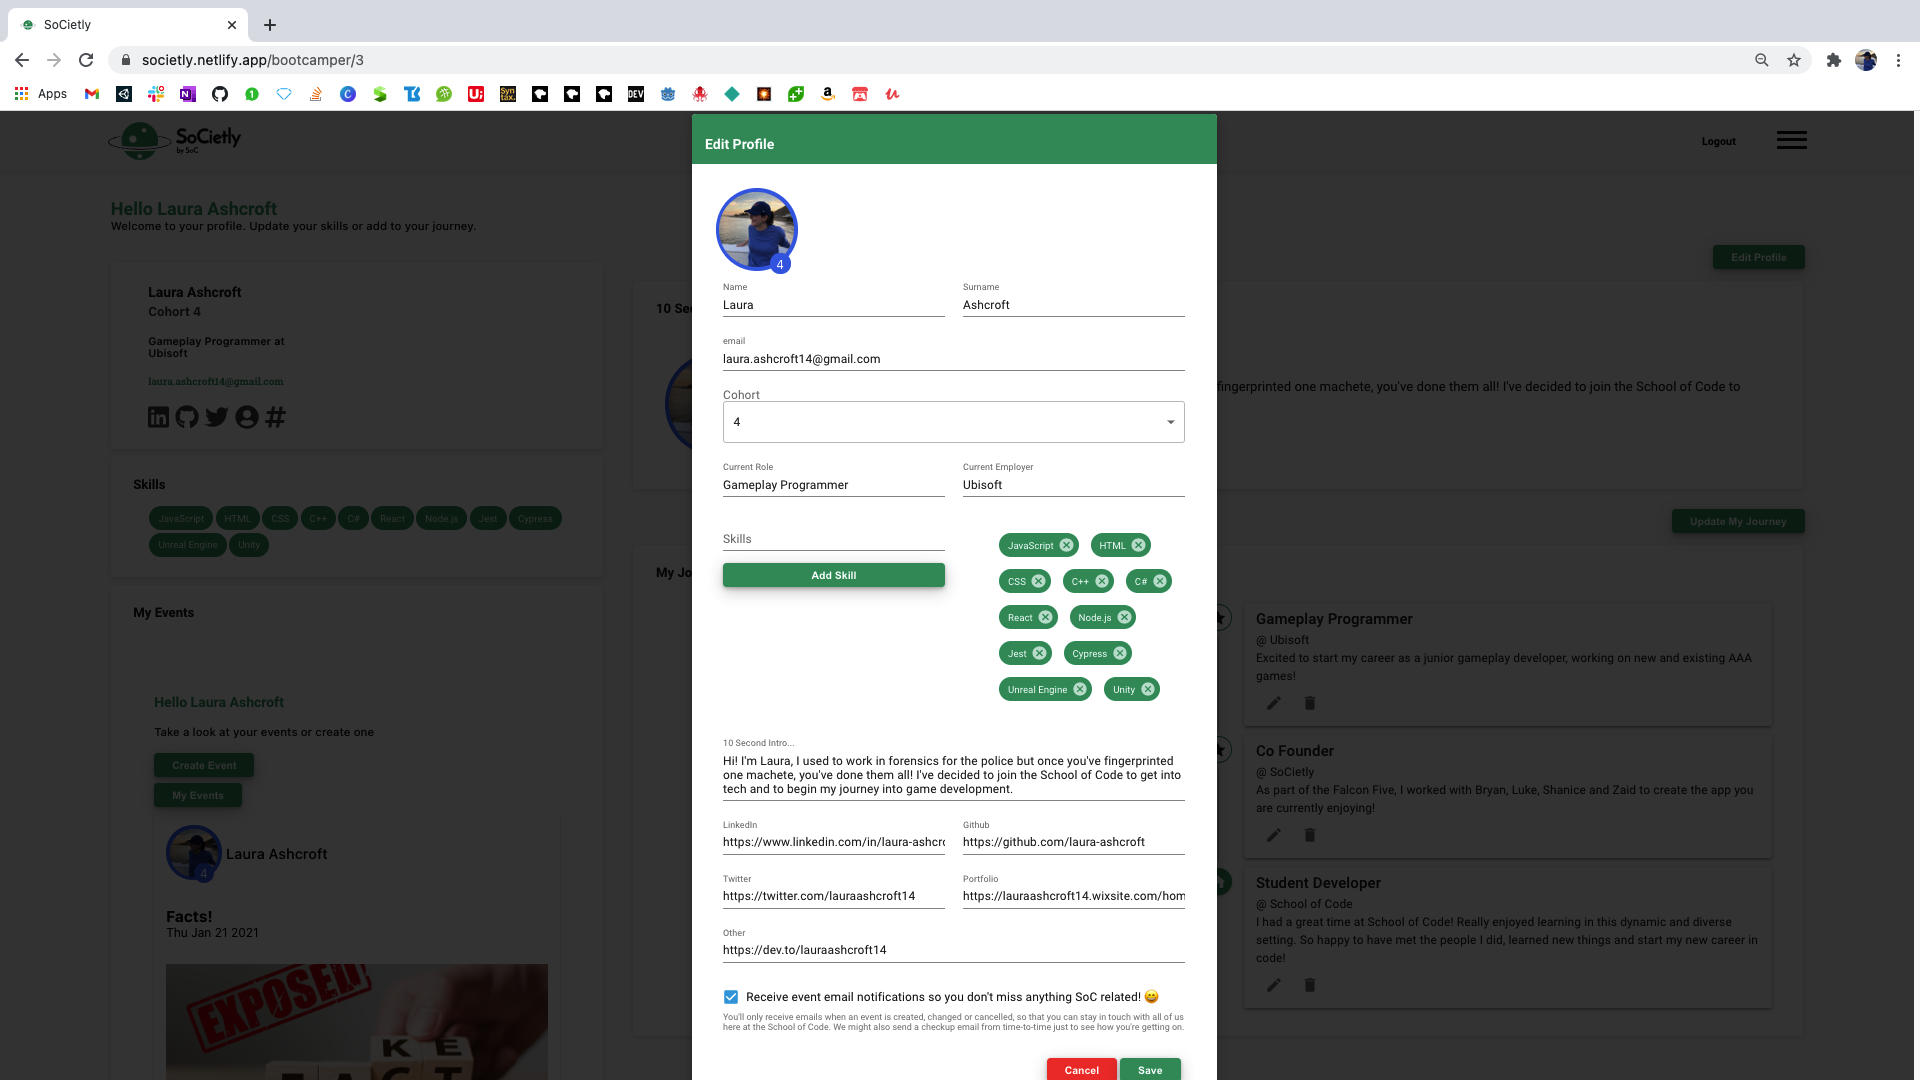 SoCietly
societly.netlify.app/bootcamper/3
Apps
SoCietly
by SoC
Logout
Hello Laura Ashcroft
Welcome to your profile. Update your skills or add to your journey.
Edit Profile
Laura Ashcroft
Cohort 4
Gameplay Programmer at
Ubisoft
laura.ashcroft14@gmail.com
Skills
JavaScript HTML CSS C++ C# React Node.js Jest Cypress
Unreal Engine Unity
My Events
Hello Laura Ashcroft
Take a look at your events or create one
Create Event
My Events
4
Laura Ashcroft
Facts!
Thu Jan 21 2021
EXPOSED
KE
FACT
Edit Profile
4
Name
Laura
Surname
Ashcroft
email
laura.ashcroft14@gmail.com
Cohort
4
Current Role
Gameplay Programmer
Current Employer
Ubisoft
Skills
Add Skill
JavaScript HTML
CSS C++ C#
React Node.js
Jest Cypress
Unreal Engine Unity
10 Second Intro...
Hi! I'm Laura, I used to work in forensics for the police but once you've fingerprinted
one machete, you've done them all! I've decided to join the School of Code to get into
tech and to begin my journey into game development.
LinkedIn
https://www.linkedin.com/in/laura-ashcro
Github
https://github.com/laura-ashcroft
Twitter
https://twitter.com/lauraashcroft14
Portfolio
https://lauraashcroft14.wixsite.com/hom
Other
https://dev.to/lauraashcroft14
Receive event email notifications so you don't miss anything SoC related! 😄
You'll only receive emails when an event is created, changed or cancelled, so that you can stay in touch with all of us
here at the School of Code. We might also send a checkup email from time-to-time just to see how you're getting on.
Cancel
Save
10 Se
fingerprinted one machete, you've done them all! I've decided to join the School of Code to
Update My Journey
My Jo
Gameplay Programmer
@ Ubisoft
Excited to start my career as a junior gameplay developer, working on new and existing AAA
games!
Co Founder
@ SoCietly
As part of the Falcon Five, I worked with Bryan, Luke, Shanice and Zaid to create the app you
are currently enjoying!
Student Developer
@ School of Code
I had a great time at School of Code! Really enjoyed learning in this dynamic and diverse
setting. So happy to have met the people I did, learned new things and start my new career in
code!